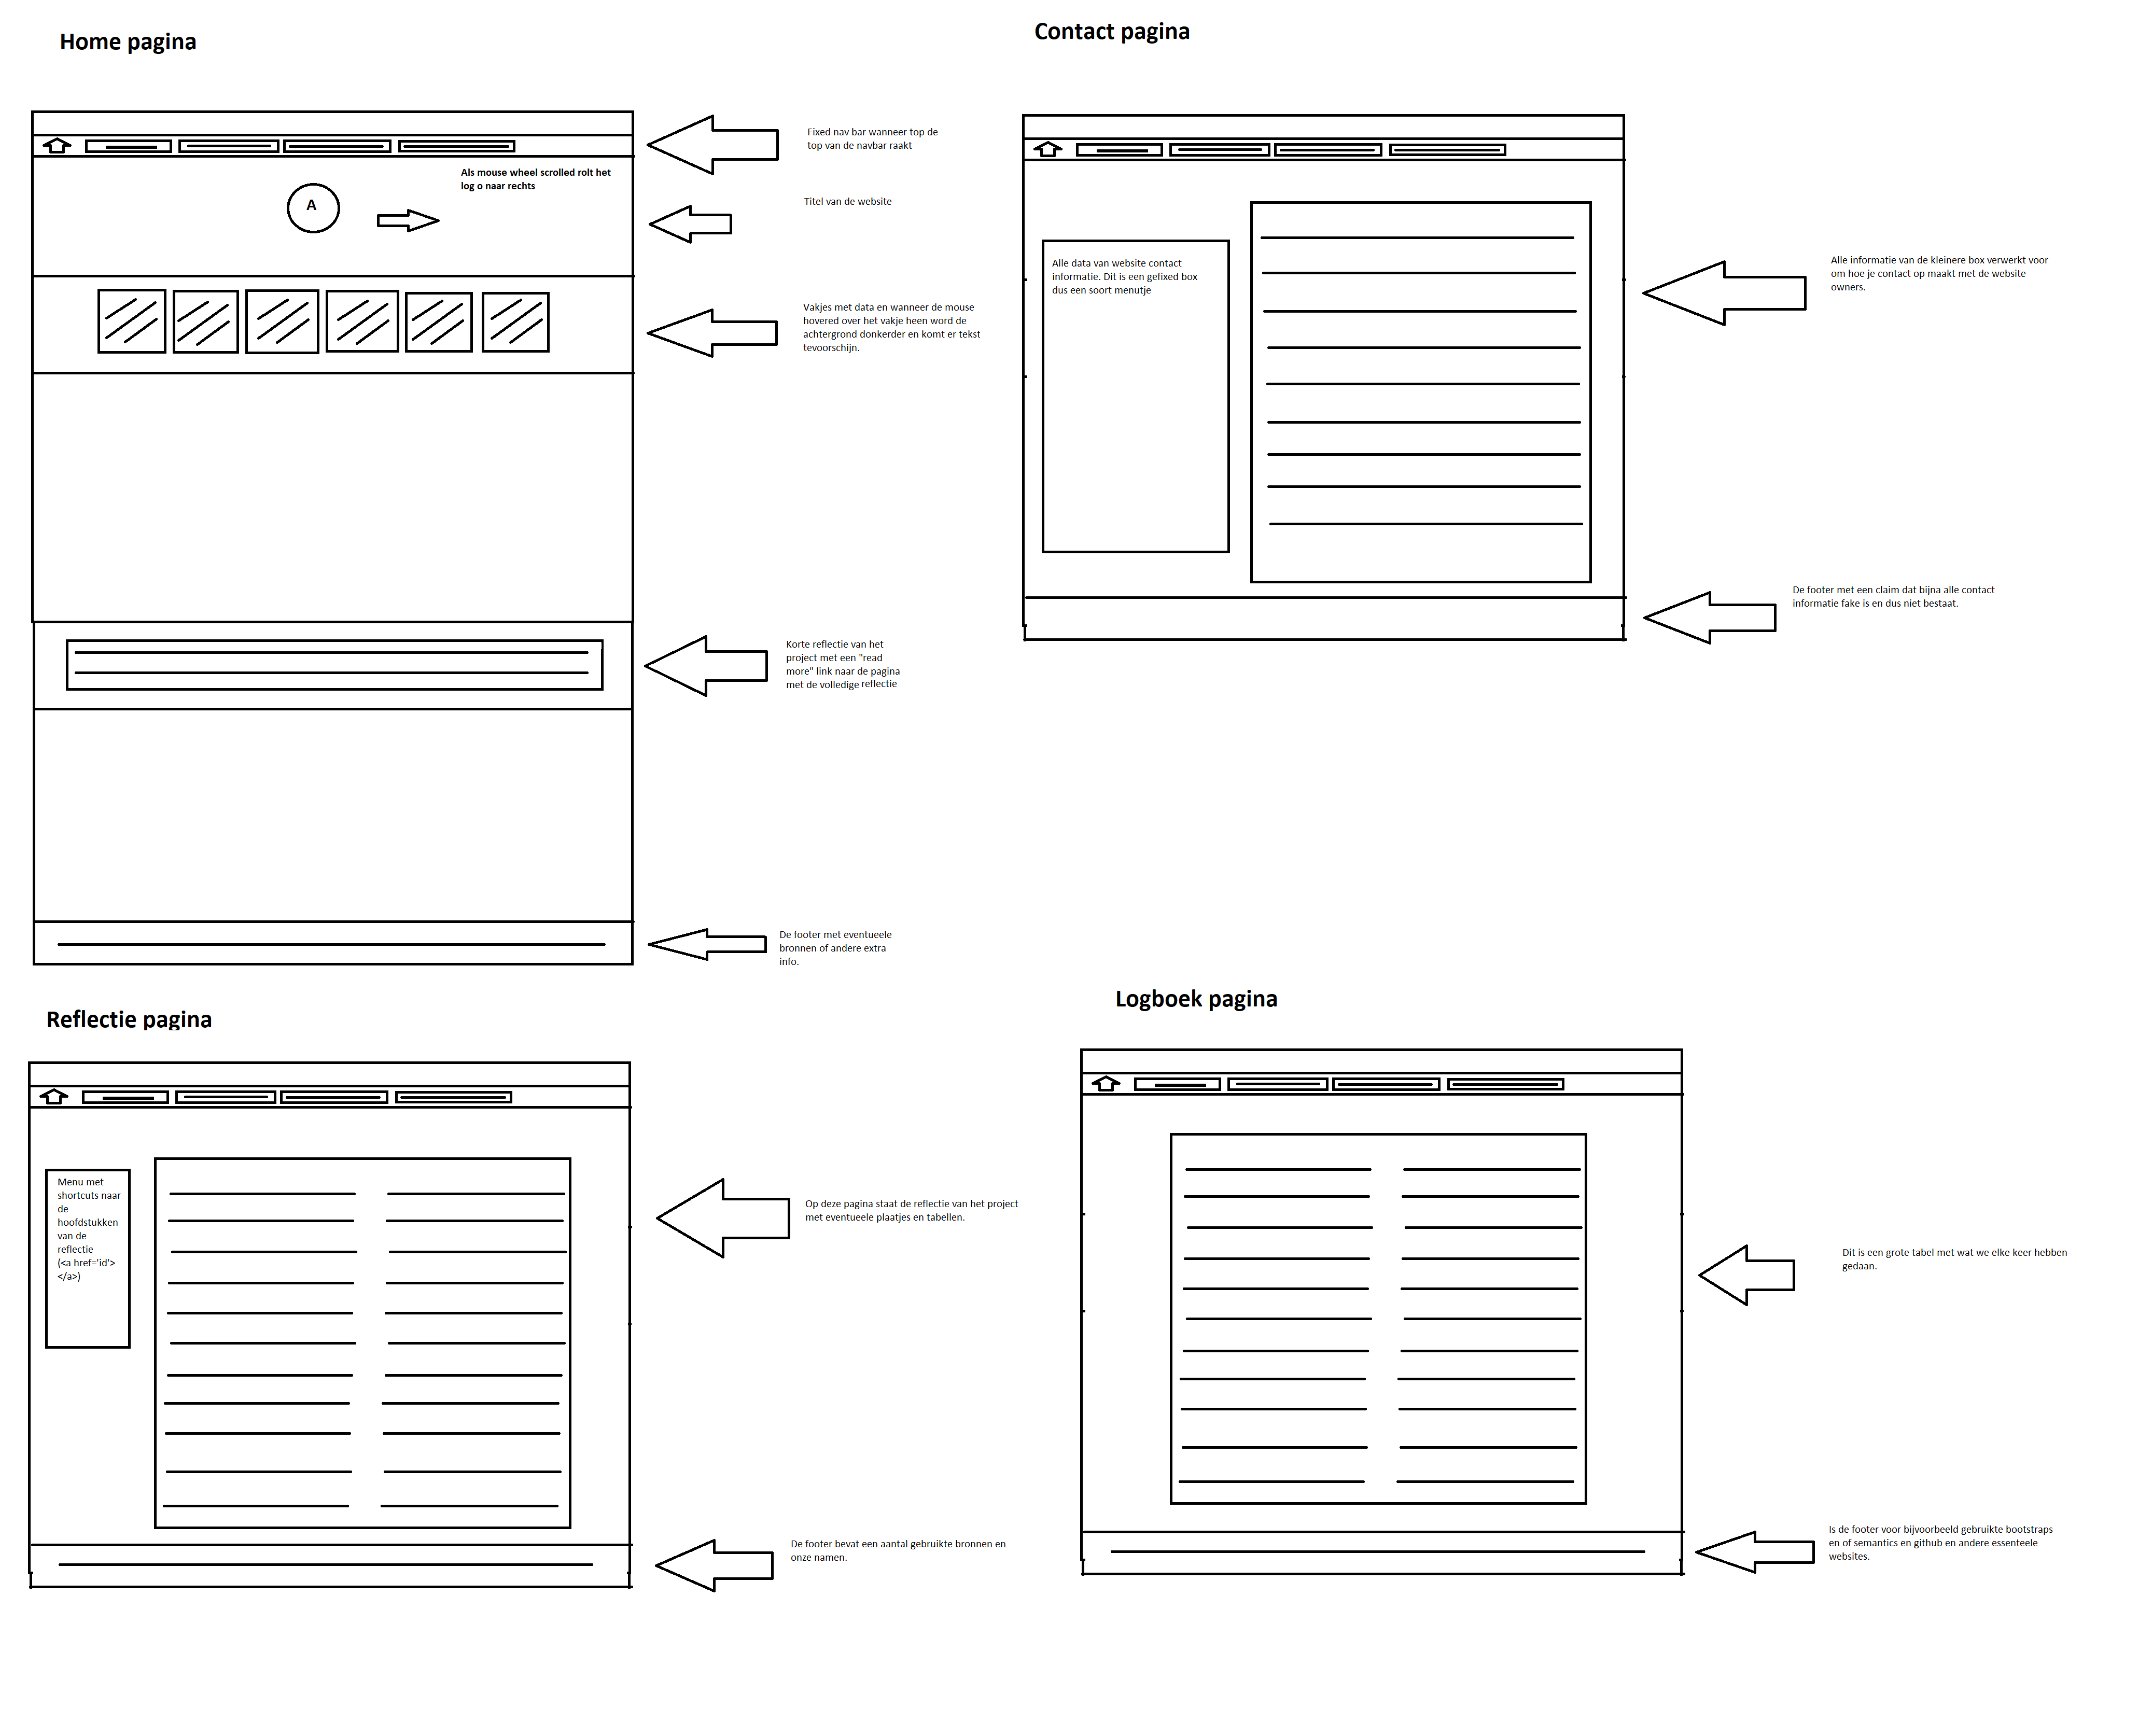 Home pagina
Fixed nav bar wanneer top de
top van de navbar raakt
Als mouse wheel scrolled rolt het
log o naar rechts
A
Titel van de website
Vakjes met data en wanneer de mouse
hovered over het vakje heen word de
achtergrond donkerder en komt er tekst
tevoorschijn.
Korte reflectie van het
project met een "read
more" link naar de pagina
met de volledige reflectie
De footer met eventueele
bronnen of andere extra
info.
Contact pagina
Alle data van website contact
informatie. Dit is een gefixed box
dus een soort menutje
Alle informatie van de kleinere box verwerkt voor
om hoe je contact op maakt met de website
owners.
De footer met een claim dat bijna alle contact
informatie fake is en dus niet bestaat.
Reflectie pagina
Menu met
shortcuts naar
de
hoofdstukken
van de
reflectie
(<a href='id'>
</a>)
Op deze pagina staat de reflectie van het project
met eventueele plaatjes en tabellen.
De footer bevat een aantal gebruikte bronnen en
onze namen.
Logboek pagina
Dit is een grote tabel met wat we elke keer hebben
gedaan.
Is de footer voor bijvoorbeeld gebruikte bootstraps
en of semantics en github en andere essenteele
websites.